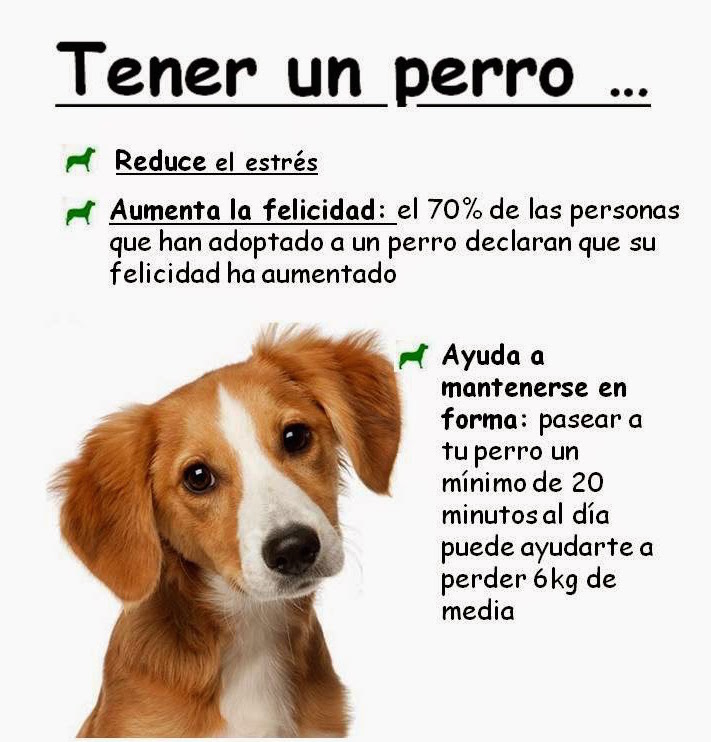 Tener un perro ...
Reduce el estrés
Aumenta la felicidad: el 70% de las personas
que han adoptado a un perro declaran que su
felicidad ha aumentado
Ayuda a
mantenerse en
forma: pasear a
tu perro un
mínimo de 20
minutos al día
puede ayudarte a
perder 6kg de
media